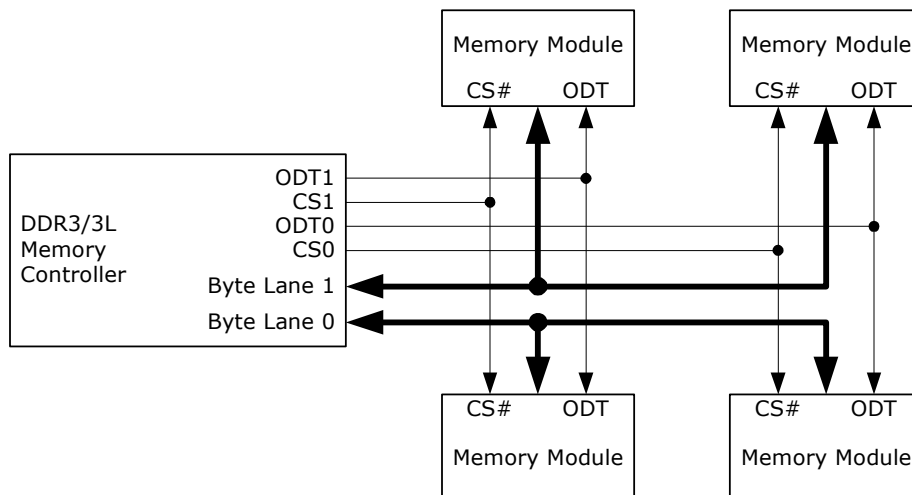 Memory Module
CS# ODT
Memory Module
CS# ODT
DDR3/3L
Memory
Controller
ODT1
CS1
ODT0
CS0
Byte Lane 1
Byte Lane 0
CS# ODT
Memory Module
CS# ODT
Memory Module